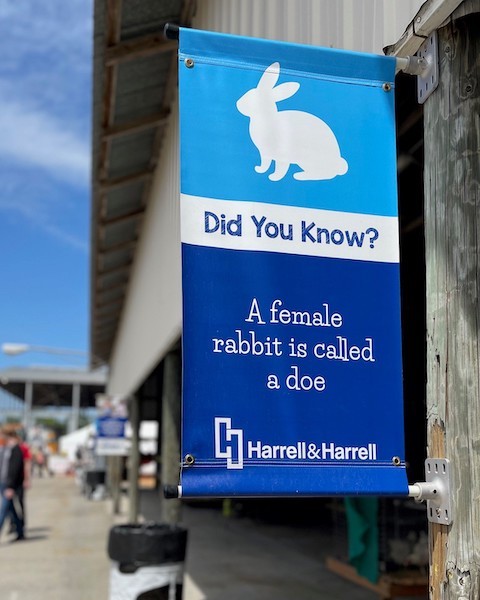 Did You Know?
A female
rabbit is called
a doe
Harrell & Harrell